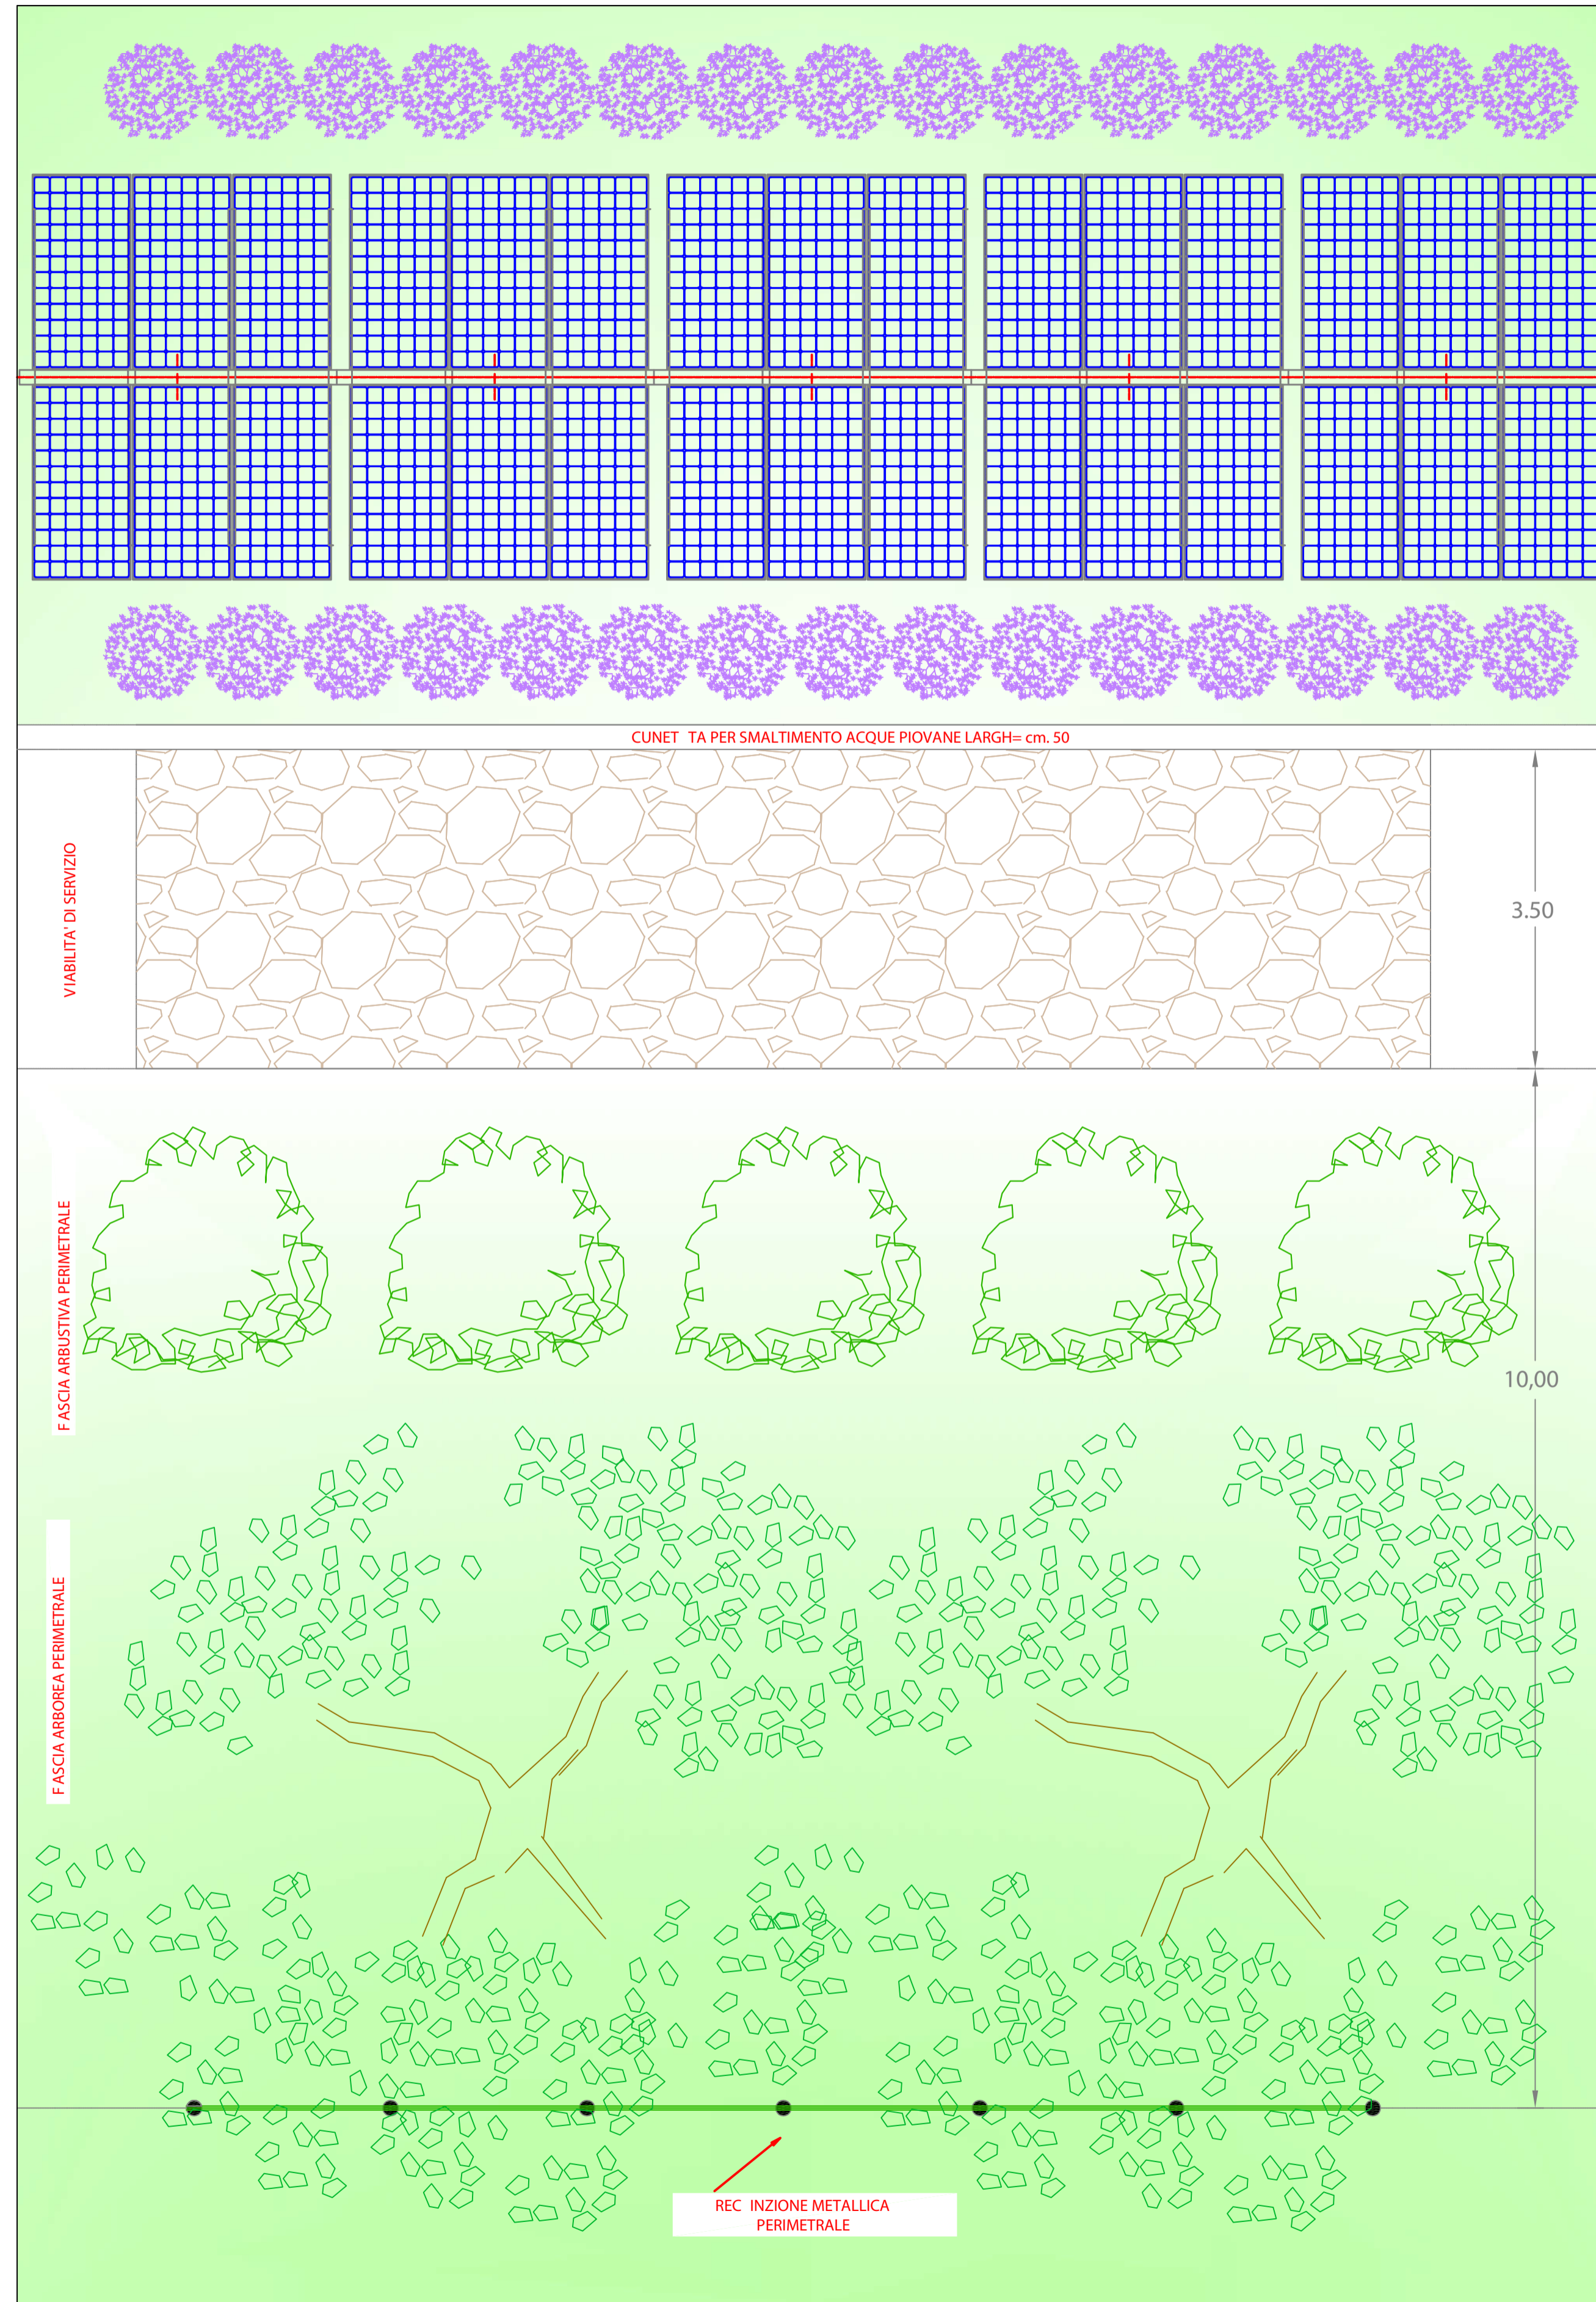 CUNET TA PER SMALTIMENTO ACQUE PIOVANE LARGH= cm. 50
VIABILITA' DI SERVIZIO
3.50
F ASCIA ARBUSTIVA PERIMETRALE
10,00
F ASCIA ARBOREA PERIMETRALE
REC INZIONE METALLICA
PERIMETRALE